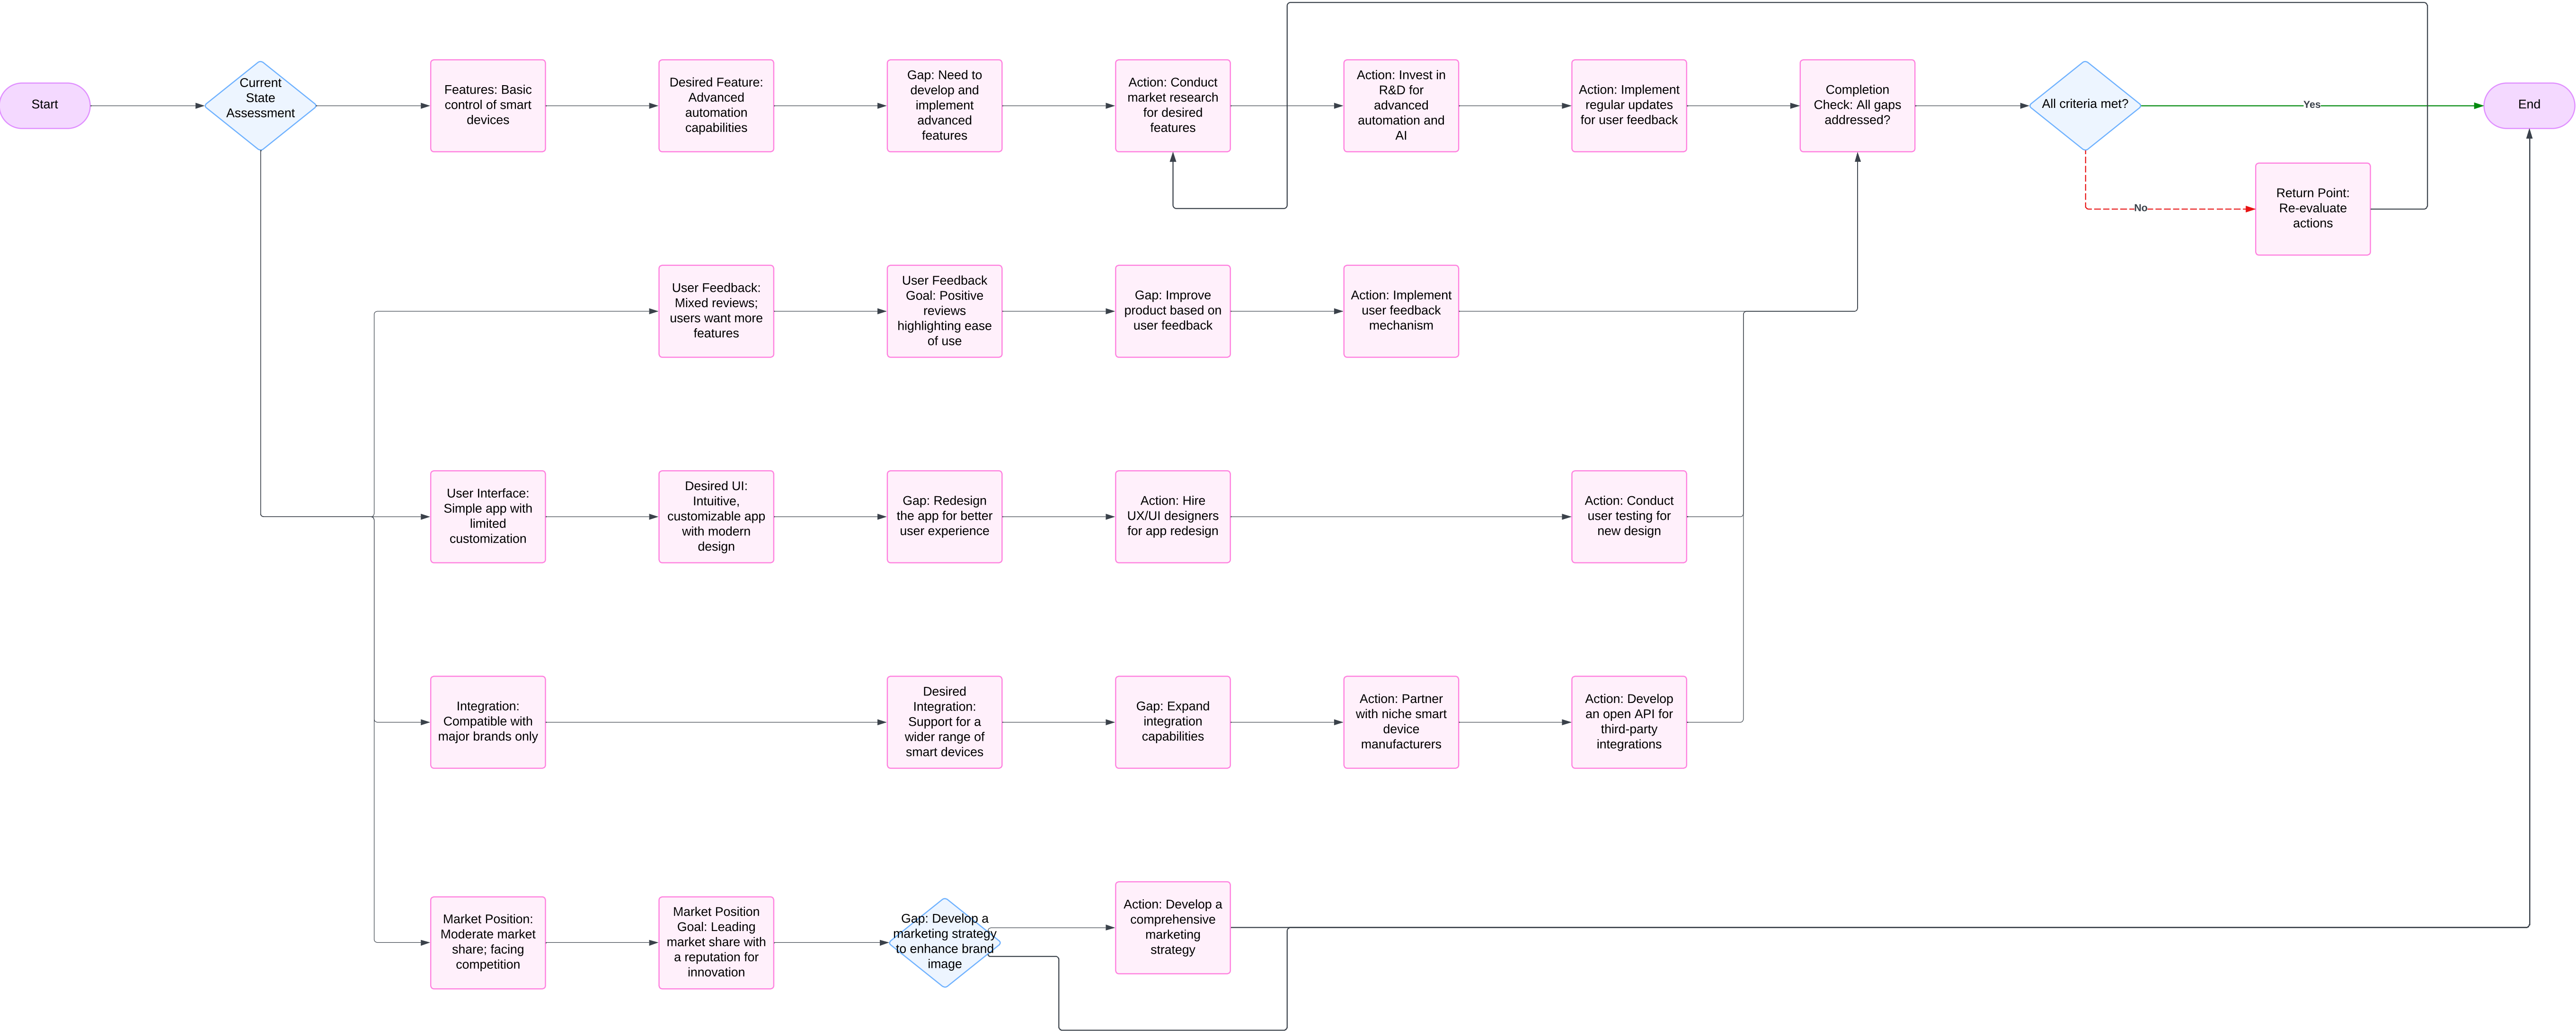 Start
Current
State
Assessment
Features: Basic
control of smart
devices
Desired Feature:
Advanced
automation
capabilities
Gap: Need to
develop and
implement
advanced
features
Action: Conduct
market research
for desired
features
Action: Invest in
R&D for
advanced
automation and
AI
Action: Implement
regular updates
for user feedback
Completion
Check: All gaps
addressed?
All criteria met?
Yes
End
No
Return Point:
Re-evaluate
actions
User Feedback:
Mixed reviews;
users want more
features
User Feedback
Goal: Positive
reviews
highlighting ease
of use
Gap: Improve
product based on
user feedback
Action: Implement
user feedback
mechanism
User Interface:
Simple app with
limited
customization
Desired UI:
Intuitive,
customizable app
with modern
design
Gap: Redesign
the app for better
user experience
Action: Hire
UX/UI designers
for app redesign
Action: Conduct
user testing for
new design
Integration:
Compatible with
major brands only
Desired
Integration:
Support for a
wider range of
smart devices
Gap: Expand
integration
capabilities
Action: Partner
with niche smart
device
manufacturers
Action: Develop
an open API for
third-party
integrations
Market Position:
Moderate market
share; facing
competition
Market Position
Goal: Leading
market share with
a reputation for
innovation
Gap: Develop a
marketing strategy
to enhance brand
image
Action: Develop a
comprehensive
marketing
strategy